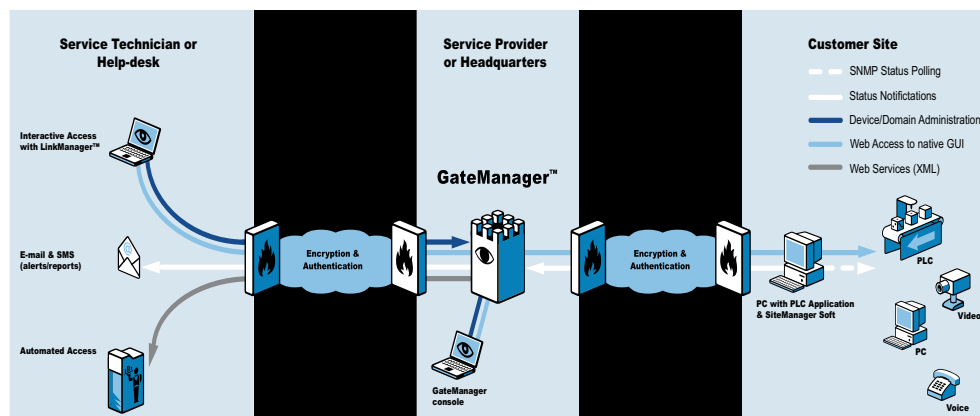 Service Technician or
Help-desk
Service Provider
or Headquarters
Customer Site
SNMP Status Polling
Status Notifictations
Device/Domain Administration
Web Access to native GUI
Web Services (XML)
Interactive Access
with LinkManager™
GateManager™
E-mail & SMS
(alerts/reports)
Encryption &
Authentication
Encryption &
Authentication
PC with PLC Application
& SiteManager Soft
PLC
Video
PC
Automated Access
GateManager
console
Voice